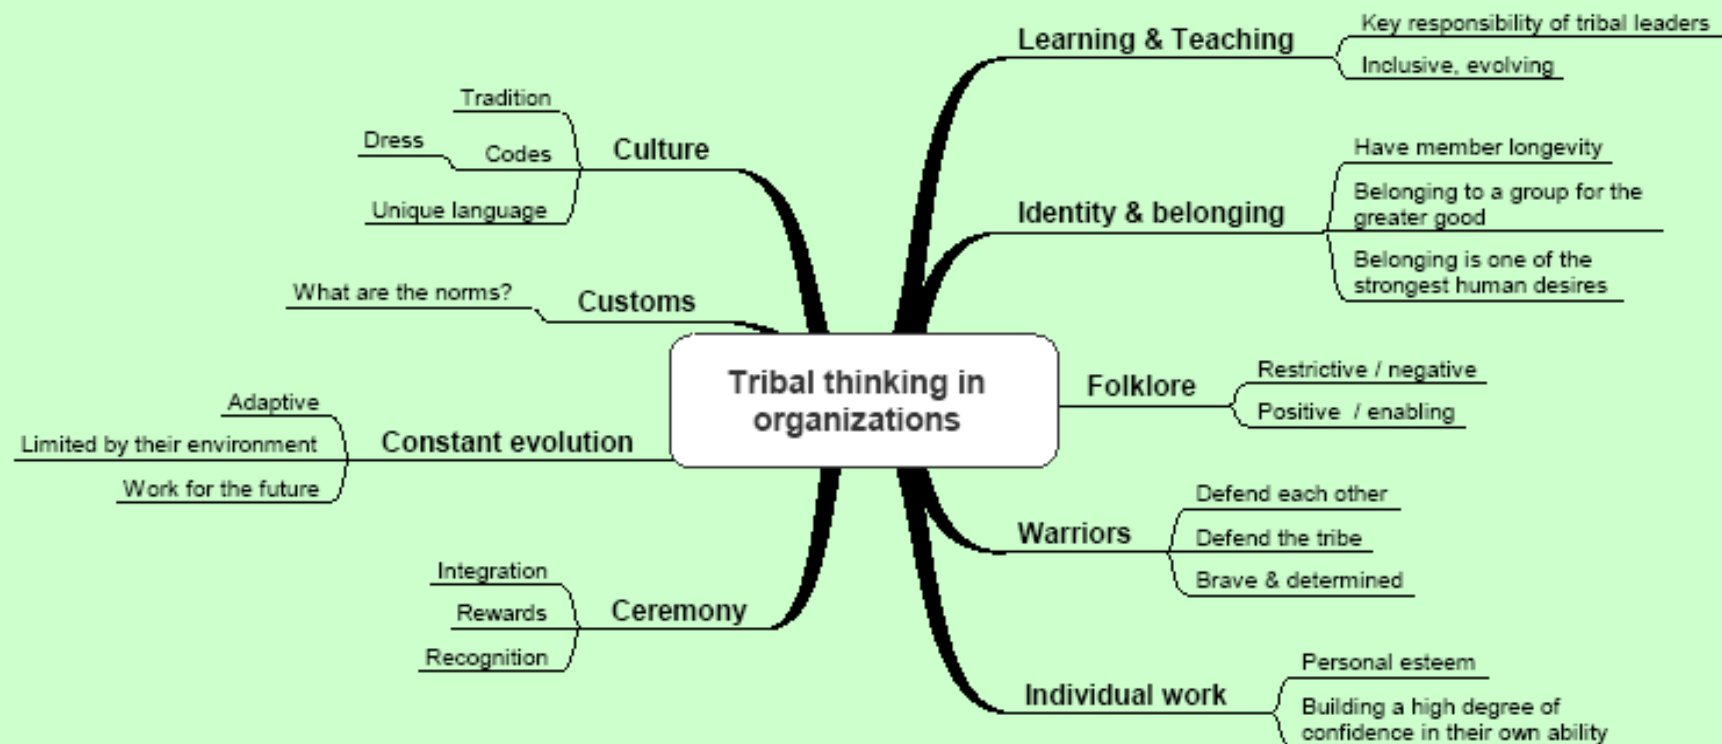 Tribal thinking in
organizations
Learning & Teaching
Key responsibility of tribal leaders
Inclusive, evolving
Identity & belonging
Have member longevity
Belonging to a group for the
greater good
Belonging is one of the
strongest human desires
Folklore
Restrictive / negative
Positive / enabling
Warriors
Defend each other
Defend the tribe
Brave & determined
Individual work
Personal esteem
Building a high degree of
confidence in their own ability
Culture
Tradition
Codes
Dress
Unique language
Customs
What are the norms?
Constant evolution
Adaptive
Limited by their environment
Work for the future
Ceremony
Integration
Rewards
Recognition